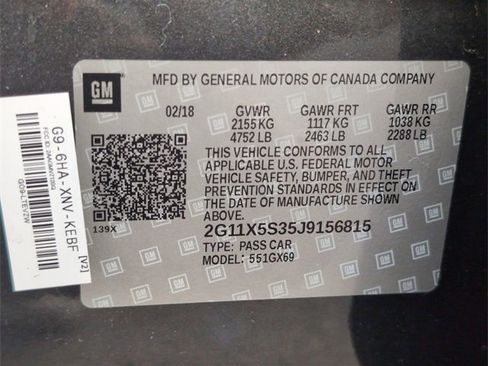 GM
MFD BY GENERAL MOTORS OF CANADA COMPANY
02/18 GVWR GAWR FRT GAWR RR
2155 KG 1117 KG 1038 KG
4752 LB 2463 LB 2288 LB
THIS VEHICLE CONFORMS TO ALL
APPLICABLE U.S. FEDERAL MOTOR
VEHICLE SAFETY, BUMPER, AND THEFT
PREVENTION STANDARDS IN EFFECT ON
THE DATE OF MANUFACTURE SHOWN
ABOVE.
139X
2G11X5S35J9156815
TYPE: PASS CAR
MODEL: 551GX69
G9-6HA-XNV-KEBF [V2]